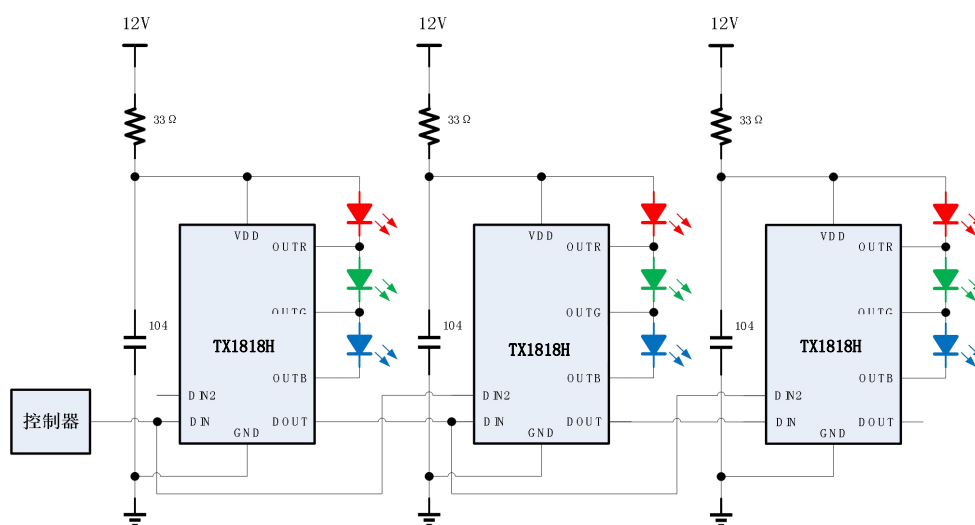 12V
12V
12V
33Ω
33Ω
33Ω
VDD
OUTR
OUTG
OUTB
TX1818H
DIN2
DIN
DOUT
GND
104
VDD
OUTR
OUTG
OUTB
TX1818H
DIN2
DIN
DOUT
GND
104
VDD
OUTR
OUTG
OUTB
TX1818H
DIN2
DIN
DOUT
GND
104
控制器